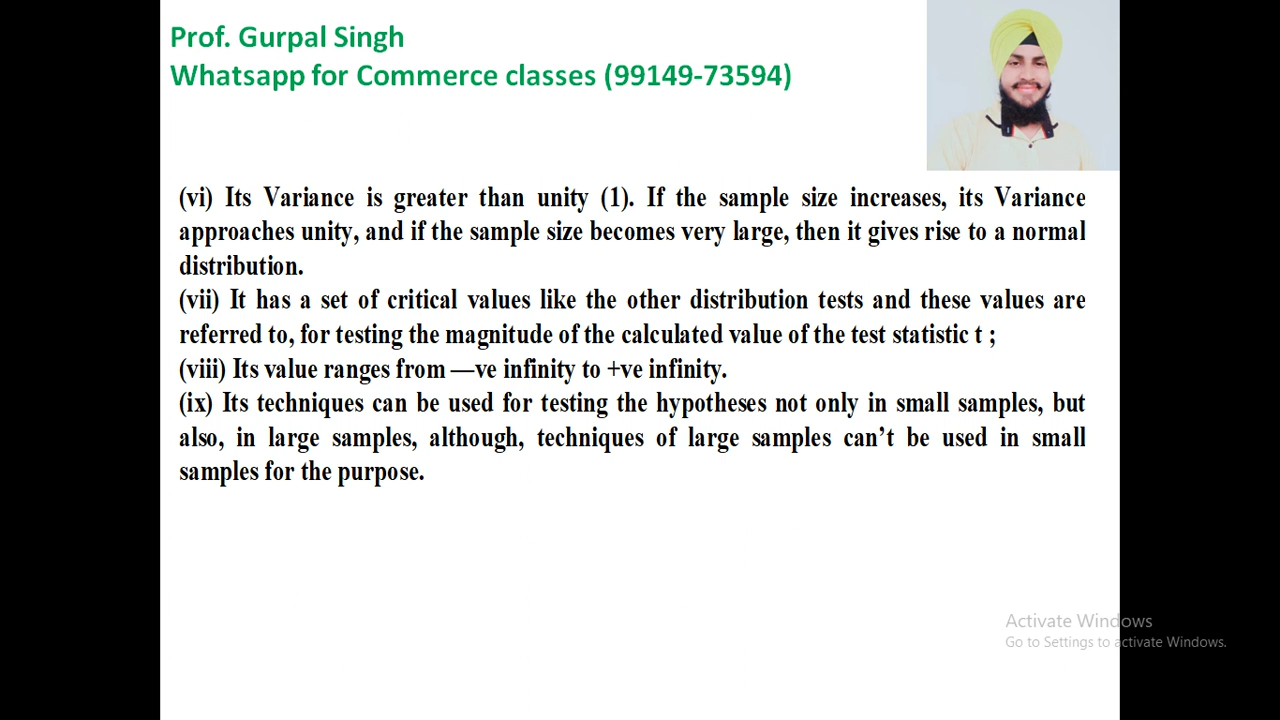 Prof. Gurpal Singh
Whatsapp for Commerce classes (99149-73594)
(vi) Its Variance is greater than unity (1). If the sample size increases, its Variance
approaches unity, and if the sample size becomes very large, then it gives rise to a normal
distribution.
(vii) It has a set of critical values like the other distribution tests and these values are
referred to, for testing the magnitude of the calculated value of the test statistic t ;
(viii) Its value ranges from —ve infinity to +ve infinity.
(ix) Its techniques can be used for testing the hypotheses not only in small samples, but
also, in large samples, although, techniques of large samples can’t be used in small
samples for the purpose.
Activate Windows
Go to Settings to activate Windows.